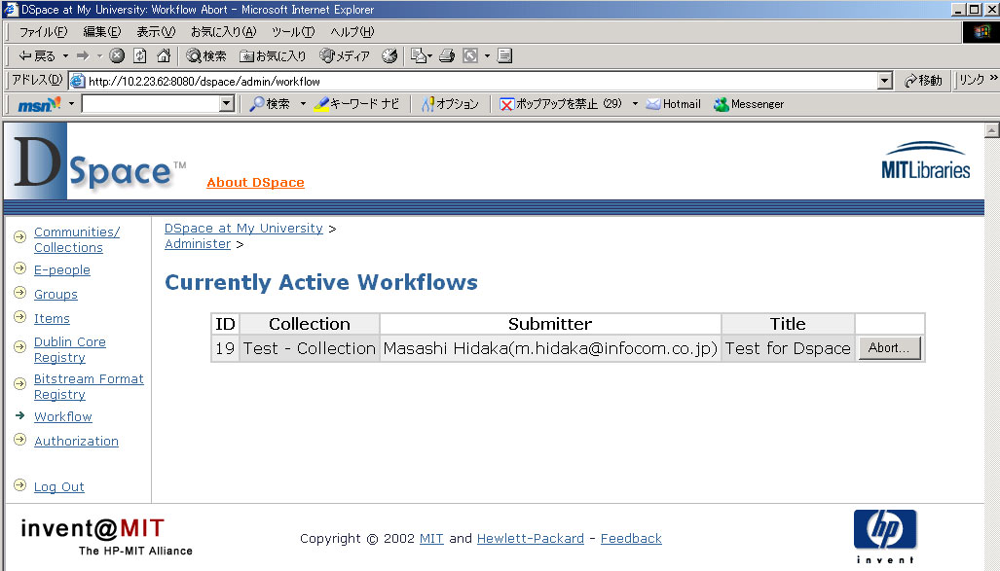 DSpace at My University: Workflow Abort - Microsoft Internet Explorer
ファイル(F) 編集(E) 表示(V) お気に入り(A) ツール(T) ヘルプ(H)
戻る 検索 お気に入り メディア
アドレス(D) http://10.2.23.62:8080/dspace/admin/workflow 移動 リンク »
msn 検索 キーワード ナビ オプション ポップアップを禁止 (29) Hotmail Messenger
DSpace™ About DSpace MITLibraries
DSpace at My University >
Administer >
Communities/
Collections
E-people
Groups
Items
Dublin Core
Registry
Bitstream Format
Registry
Workflow
Authorization
Log Out
Currently Active Workflows
ID Collection Submitter Title
19 Test - Collection Masashi Hidaka(m.hidaka@infocom.co.jp) Test for Dspace Abort...
invent@MIT
The HP-MIT Alliance
Copyright © 2002 MIT and Hewlett-Packard - Feedback
hp
invent